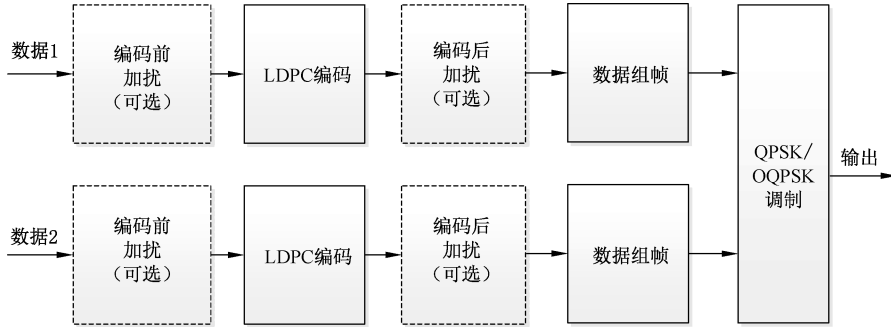 数据1
编码前
加扰
（可选）
LDPC编码
编码后
加扰
（可选）
数据组帧
QPSK/
OQPSK
调制
输出
数据2
编码前
加扰
（可选）
LDPC编码
编码后
加扰
（可选）
数据组帧